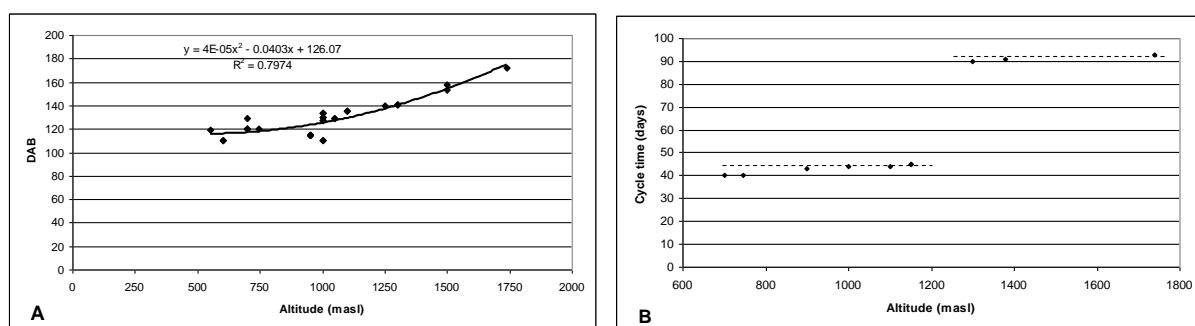 y = 4E-05x² - 0.0403x + 126.07
R² = 0.7974
200
180
160
140
120
100
80
60
40
20
0
DAB
0 250 500 750 1000 1250 1500 1750 2000
Altitude (masl)
A
100
90
80
70
60
50
40
30
20
10
0
Cycle time (days)
600 800 1000 1200 1400 1600 1800
Altitude (masl)
B